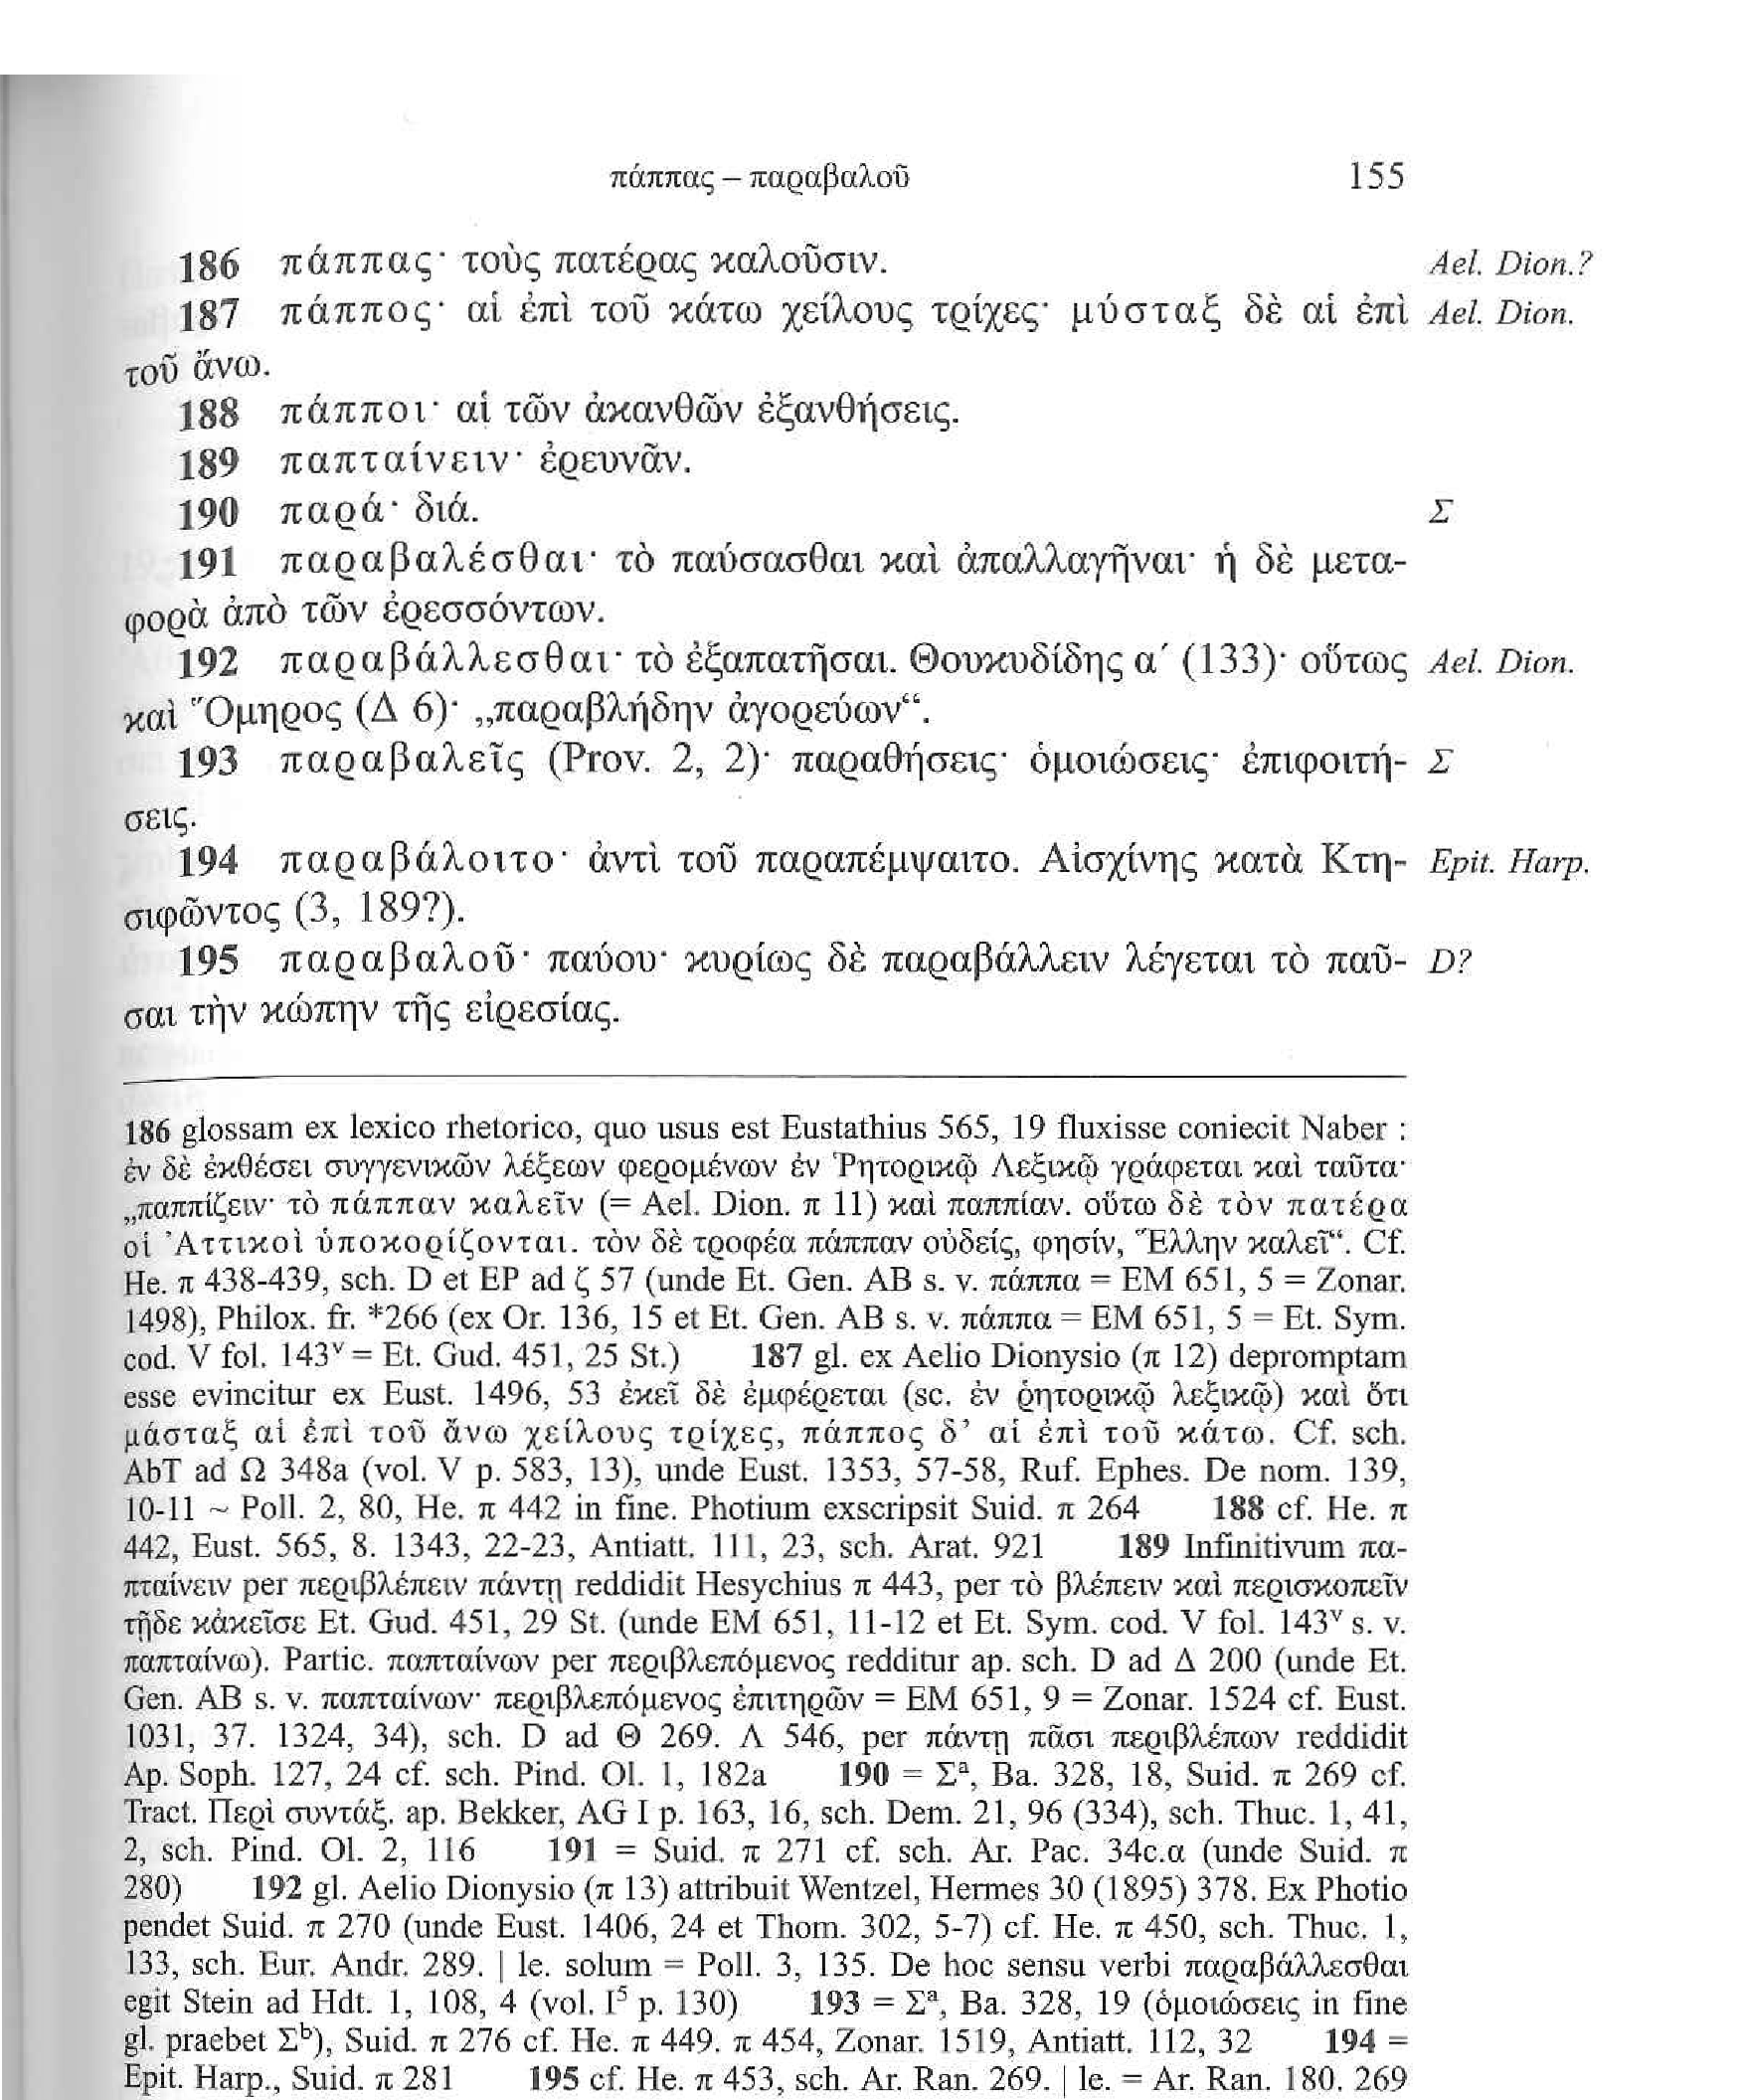 πάππας – παραβαλοῦ 155
186 πάππας· τοὺς πατέρας καλοῦσιν. Ael. Dion.?
187 πάππος· αἱ ἐπὶ τοῦ κάτω χείλους τρίχες· μύσταξ δὲ αἱ ἐπὶ Ael. Dion.
τοῦ ἄνω.
188 πάπποι· αἱ τῶν ἀκανθῶν ἐξανθήσεις.
189 παπταίνειν· ἐρευνᾶν.
190 παρά· διά. Σ
191 παραβαλέσθαι· τὸ παύσασθαι καὶ ἀπαλλαγῆναι· ἡ δὲ μετα-
φορὰ ἀπὸ τῶν ἐρεσσόντων.
192 παραβάλλεσθαι· τὸ ἐξαπατῆσαι. Θουκυδίδης α΄ (133)· οὕτως Ael. Dion.
καὶ Ὅμηρος (Δ 6)· „παραβλήδην ἀγορεύων“.
193 παραβαλεῖς (Prov. 2, 2)· παραθήσεις· ὁμοιώσεις· ἐπιφοιτή- Σ
σεις.
194 παραβάλοιτο· ἀντὶ τοῦ παραπέμψαιτο. Αἰσχίνης κατὰ Κτη- Epit. Harp.
σιφῶντος (3, 189?).
195 παραβαλοῦ· παύου· κυρίως δὲ παραβάλλειν λέγεται τὸ παῦ- D?
σαι τὴν κώπην τῆς εἰρεσίας.
186 glossam ex lexico rhetorico, quo usus est Eustathius 565, 19 fluxisse coniecit Naber :
ἐν δὲ ἐκθέσει συγγενικῶν λέξεων φερομένων ἐν Ῥητορικῷ Λεξικῷ γράφεται καὶ ταῦτα·
„παππίζειν· τὸ πάππαν καλεῖν (= Ael. Dion. π 11) καὶ παππίαν. οὕτω δὲ τὸν πατέρα
οἱ Ἀττικοὶ ὑποκορίζονται. τὸν δὲ τροφέα πάππαν οὐδείς, φησίν, Ἕλλην καλεῖ“. Cf.
He. π 438-439, sch. D et EP ad ζ 57 (unde Et. Gen. AB s. v. πάππα = EM 651, 5 = Zonar.
1498), Philox. fr. *266 (ex Or. 136, 15 et Et. Gen. AB s. v. πάππα = EM 651, 5 = Et. Sym.
cod. V fol. 143ᵛ = Et. Gud. 451, 25 St.) 187 gl. ex Aelio Dionysio (π 12) depromptam
esse evincitur ex Eust. 1496, 53 ἐκεῖ δὲ ἐμφέρεται (sc. ἐν ῥητορικῷ λεξικῷ) καὶ ὅτι
μάσταξ αἱ ἐπὶ τοῦ ἄνω χείλους τρίχες, πάππος δ’ αἱ ἐπὶ τοῦ κάτω. Cf. sch.
AbT ad Ω 348a (vol. V p. 583, 13), unde Eust. 1353, 57-58, Ruf. Ephes. De nom. 139,
10-11 ~ Poll. 2, 80, He. π 442 in fine. Photium exscripsit Suid. π 264 188 cf. He. π
442, Eust. 565, 8. 1343, 22-23, Antiatt. 111, 23, sch. Arat. 921 189 Infinitivum πα-
πταίνειν per περιβλέπειν πάντῃ reddidit Hesychius π 443, per τὸ βλέπειν καὶ περισκοπεῖν
τῇδε κἀκεῖσε Et. Gud. 451, 29 St. (unde EM 651, 11-12 et Et. Sym. cod. V fol. 143ᵛ s. v.
παπταίνω). Partic. παπταίνων per περιβλεπόμενος redditur ap. sch. D ad Δ 200 (unde Et.
Gen. AB s. v. παπταίνων· περιβλεπόμενος ἐπιτηρῶν = EM 651, 9 = Zonar. 1524 cf. Eust.
1031, 37. 1324, 34), sch. D ad Θ 269. Λ 546, per πάντῃ πᾶσι περιβλέπων reddidit
Ap. Soph. 127, 24 cf. sch. Pind. Ol. 1, 182a 190 = Σᵃ, Ba. 328, 18, Suid. π 269 cf.
Tract. Περὶ συντάξ. ap. Bekker, AG I p. 163, 16, sch. Dem. 21, 96 (334), sch. Thuc. 1, 41,
2, sch. Pind. Ol. 2, 116 191 = Suid. π 271 cf. sch. Ar. Pac. 34c.α (unde Suid. π
280) 192 gl. Aelio Dionysio (π 13) attribuit Wentzel, Hermes 30 (1895) 378. Ex Photio
pendet Suid. π 270 (unde Eust. 1406, 24 et Thom. 302, 5-7) cf. He. π 450, sch. Thuc. 1,
133, sch. Eur. Andr. 289. | le. solum = Poll. 3, 135. De hoc sensu verbi παραβάλλεσθαι
egit Stein ad Hdt. 1, 108, 4 (vol. I⁵ p. 130) 193 = Σᵃ, Ba. 328, 19 (ὁμοιώσεις in fine
gl. praebet Σᵇ), Suid. π 276 cf. He. π 449. π 454, Zonar. 1519, Antiatt. 112, 32 194 =
Epit. Harp., Suid. π 281 195 cf. He. π 453, sch. Ar. Ran. 269. | le. = Ar. Ran. 180. 269